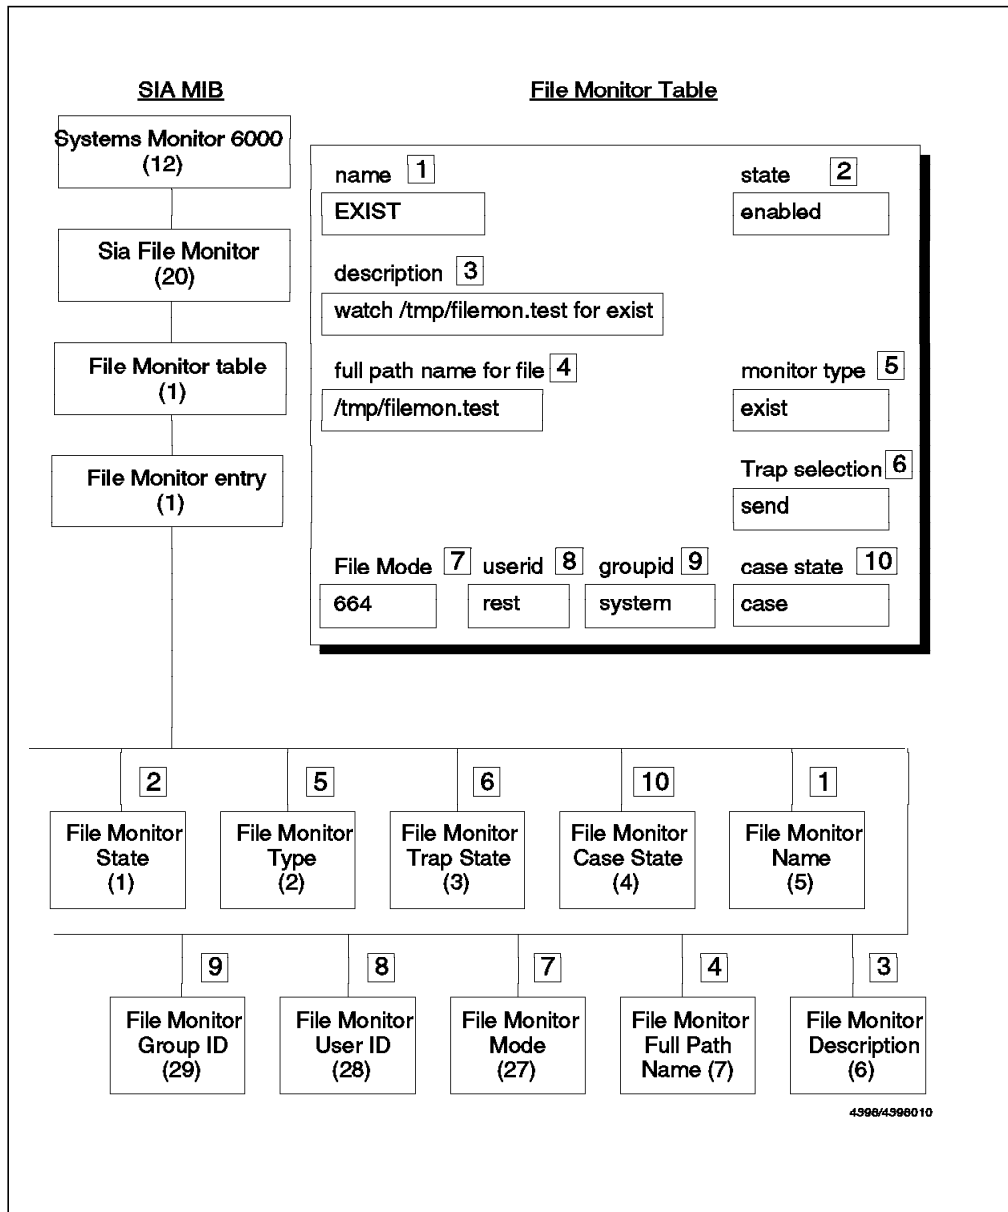 SIA MIB
Systems Monitor 6000
(12)
Sia File Monitor
(20)
File Monitor table
(1)
File Monitor entry
(1)
File Monitor Table
name 1
EXIST
state 2
enabled
description 3
watch /tmp/filemon.test for exist
full path name for file 4
/tmp/filemon.test
monitor type 5
exist
Trap selection 6
send
File Mode 7
664
userid 8
rest
groupid 9
system
case state 10
case
2
File Monitor
State
(1)
5
File Monitor
Type
(2)
6
File Monitor
Trap State
(3)
10
File Monitor
Case State
(4)
1
File Monitor
Name
(5)
9
File Monitor
Group ID
(29)
8
File Monitor
User ID
(28)
7
File Monitor
Mode
(27)
4
File Monitor
Full Path
Name (7)
3
File Monitor
Description
(6)
4398/4398010